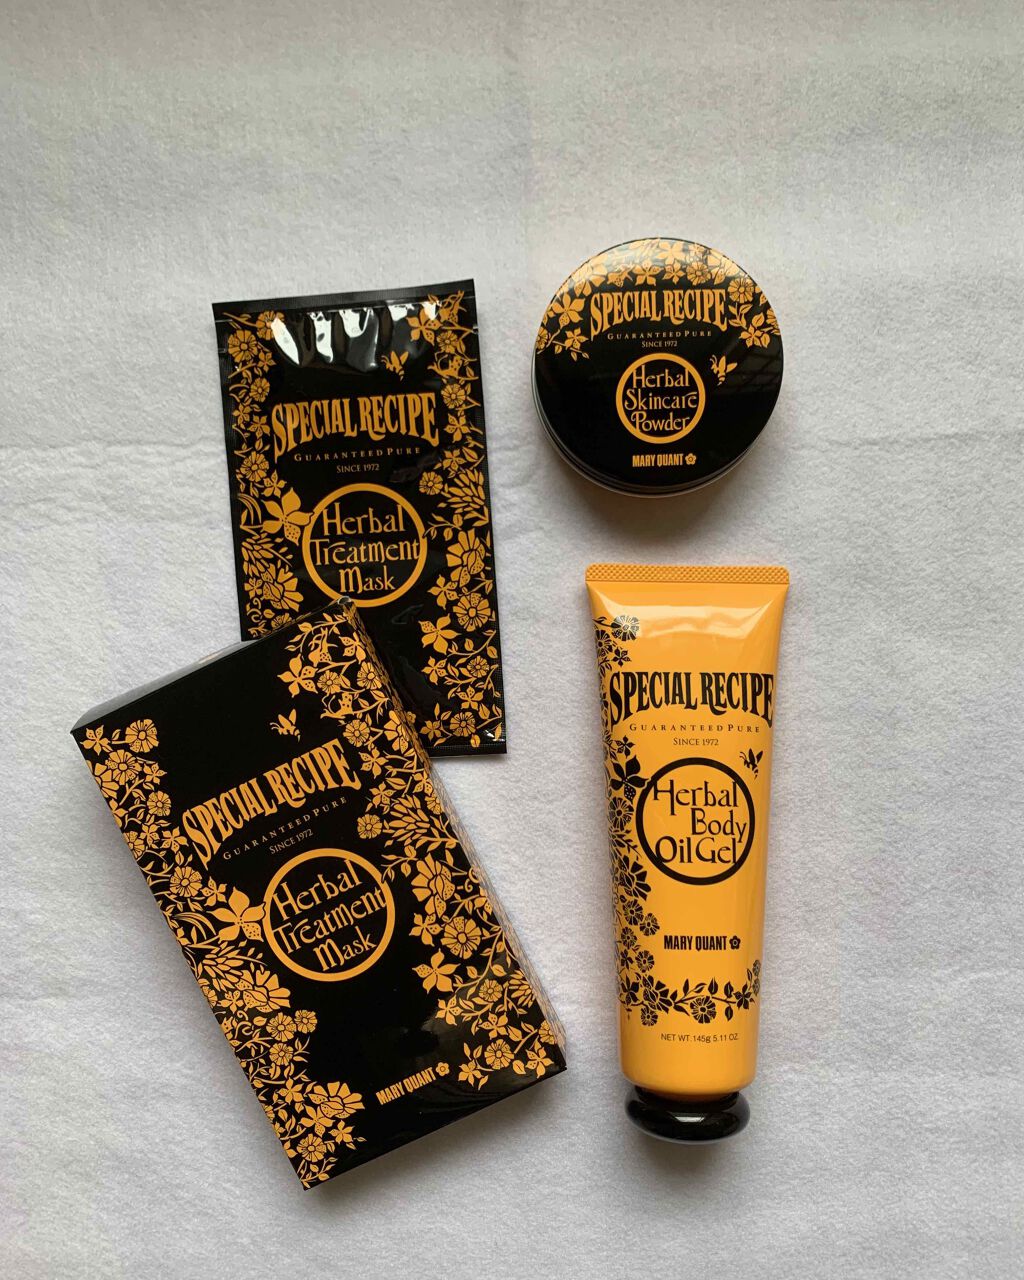 SPECIAL RECIPE
GUARANTEED PURE
SINCE 1972
Herbal
Treatment
Mask
SPECIAL RECIPE
GUARANTEED PURE
SINCE 1972
Herbal
Skincare
Powder
MARY QUANT
SPECIAL RECIPE
GUARANTEED PURE
SINCE 1972
Herbal
Treatment
Mask
MARY QUANT
SPECIAL RECIPE
GUARANTEED PURE
SINCE 1972
Herbal
Body
Oil Gel
MARY QUANT
NET WT. 145g 5.11 OZ.